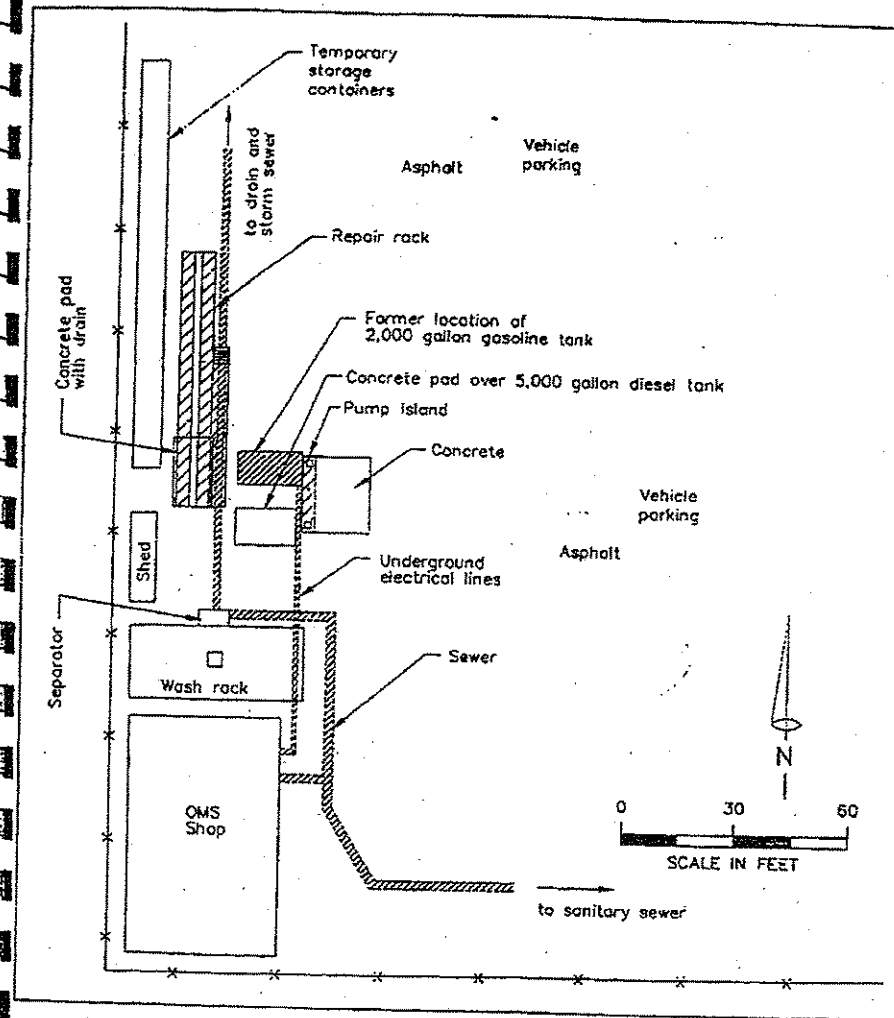 Temporary
storage
containers
to drain and
storm sewer
Asphalt
Vehicle
parking
Repair rack
Concrete pad
with drain
Former location of
2,000 gallon gasoline tank
Concrete pad over 5,000 gallon diesel tank
Pump island
Concrete
Vehicle
parking
Asphalt
Shed
Underground
electrical lines
Separator
Sewer
Wash rack
N
OMS
Shop
0 30 60
SCALE IN FEET
to sanitary sewer